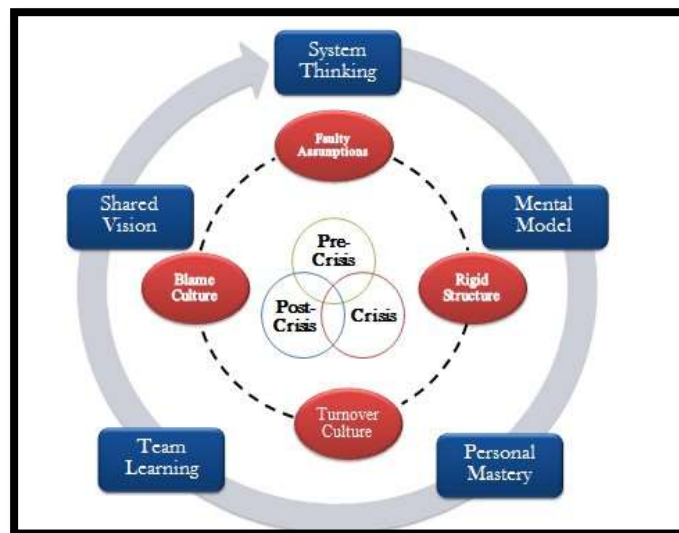 System
Thinking
Faulty
Assumptions
Shared
Vision
Mental
Model
Pre-
Crisis
Blame
Culture
Rigid
Structure
Post-
Crisis
Crisis
Turnover
Culture
Team
Learning
Personal
Mastery